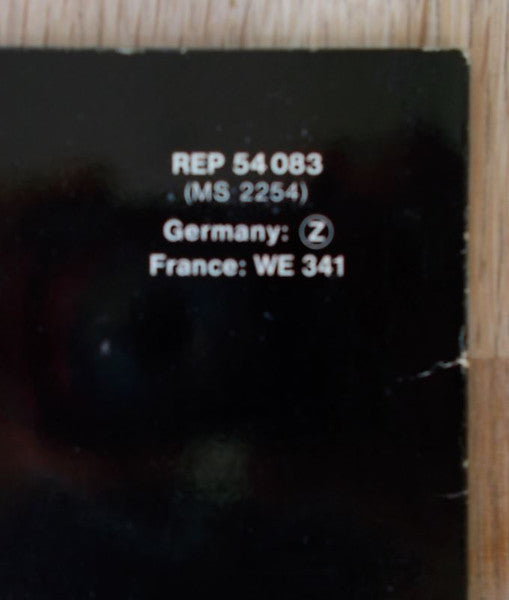 REP 54 083
(MS 2254)
Germany: Ⓩ
France: WE 341